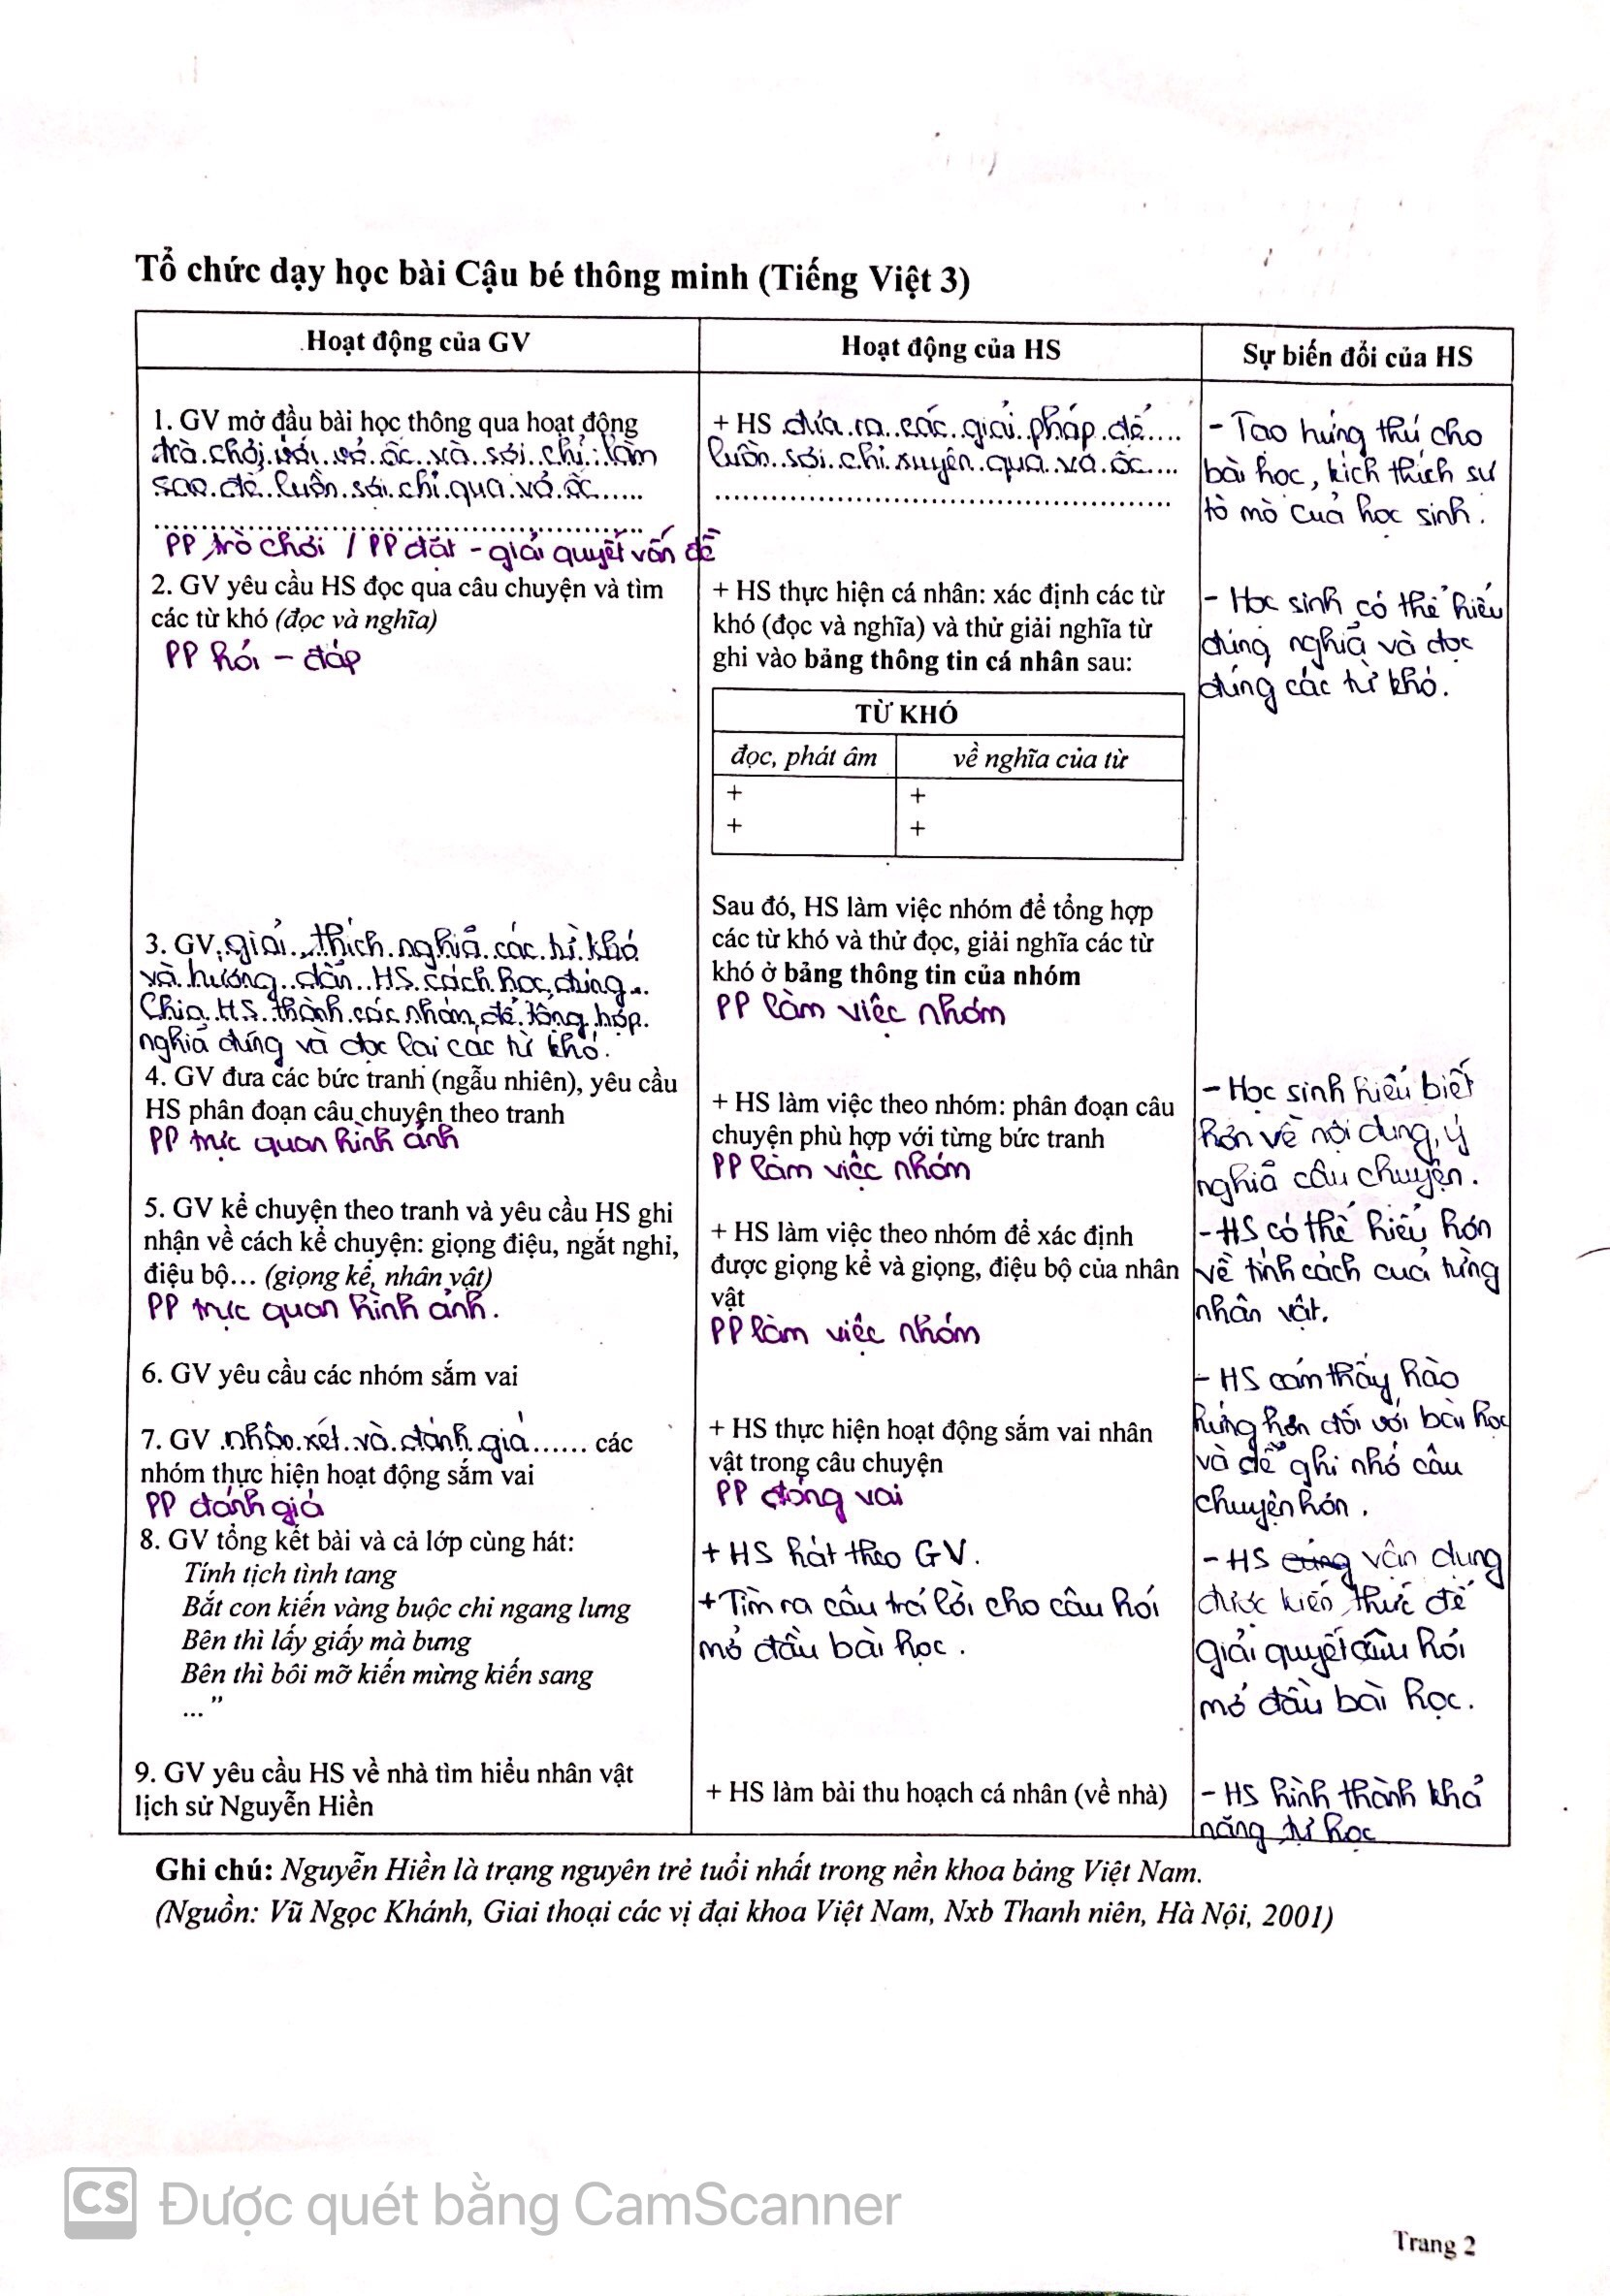 Tổ chức dạy học bài Cậu bé thông minh (Tiếng Việt 3)
Hoạt động của GV
Hoạt động của HS
Sự biến đổi của HS
1. GV mở đầu bài học thông qua hoạt động
trò chơi với vỏ ốc và sợi chỉ: làm
sao để luồn sợi chỉ qua vỏ ốc......
PP trò chơi / PP đặt - giải quyết vấn đề
+ HS đưa ra các giải pháp để....
luồn sợi chỉ xuyên qua vỏ ốc....
- Tạo hứng thú cho
bài học, kích thích sự
tò mò của học sinh.
2. GV yêu cầu HS đọc qua câu chuyện và tìm
các từ khó (đọc và nghĩa)
PP hỏi - đáp
+ HS thực hiện cá nhân: xác định các từ
khó (đọc và nghĩa) và thử giải nghĩa từ
ghi vào bảng thông tin cá nhân sau:
TỪ KHÓ
đọc, phát âm
về nghĩa của từ
+ +
+ +
- Học sinh có thể hiểu
đúng nghĩa và đọc
đúng các từ khó.
3. GV giải thích nghĩa các từ khó
và hướng dẫn HS cách học đúng..
Chia HS thành các nhóm để tổng hợp
nghĩa đúng và đọc lại các từ khó.
Sau đó, HS làm việc nhóm để tổng hợp
các từ khó và thử đọc, giải nghĩa các từ
khó ở bảng thông tin của nhóm
PP làm việc nhóm
4. GV đưa các bức tranh (ngẫu nhiên), yêu cầu
HS phân đoạn câu chuyện theo tranh
PP trực quan hình ảnh
+ HS làm việc theo nhóm: phân đoạn câu
chuyện phù hợp với từng bức tranh
PP làm việc nhóm
- Học sinh hiểu biết
hơn về nội dung, ý
nghĩa câu chuyện.
5. GV kể chuyện theo tranh và yêu cầu HS ghi
nhận về cách kể chuyện: giọng điệu, ngắt nghỉ,
điệu bộ... (giọng kể, nhân vật)
PP trực quan hình ảnh.
+ HS làm việc theo nhóm để xác định
được giọng kể và giọng, điệu bộ của nhân
vật
PP làm việc nhóm
- HS có thể hiểu hơn
về tính cách của từng
nhân vật.
6. GV yêu cầu các nhóm sắm vai
7. GV nhận xét và đánh giá...... các
nhóm thực hiện hoạt động sắm vai
PP đánh giá
+ HS thực hiện hoạt động sắm vai nhân
vật trong câu chuyện
PP đóng vai
- HS cảm thấy hào
hứng hơn đối với bài học
và dễ ghi nhớ câu
chuyện hơn.
8. GV tổng kết bài và cả lớp cùng hát:
Tính tịch tình tang
Bắt con kiến vàng buộc chỉ ngang lưng
Bên thì lấy giấy mà bưng
Bên thì bôi mỡ kiến mừng kiến sang
..."
+ HS hát theo GV.
+ Tìm ra câu trả lời cho câu hỏi
mở đầu bài học.
- HS vận dụng
được kiến thức để
giải quyết câu hỏi
mở đầu bài học.
9. GV yêu cầu HS về nhà tìm hiểu nhân vật
lịch sử Nguyễn Hiền
+ HS làm bài thu hoạch cá nhân (về nhà)
- HS hình thành khả
năng tự học
Ghi chú: Nguyễn Hiền là trạng nguyên trẻ tuổi nhất trong nền khoa bảng Việt Nam.
(Nguồn: Vũ Ngọc Khánh, Giai thoại các vị đại khoa Việt Nam, Nxb Thanh niên, Hà Nội, 2001)
CS Được quét bằng CamScanner
Trang 2